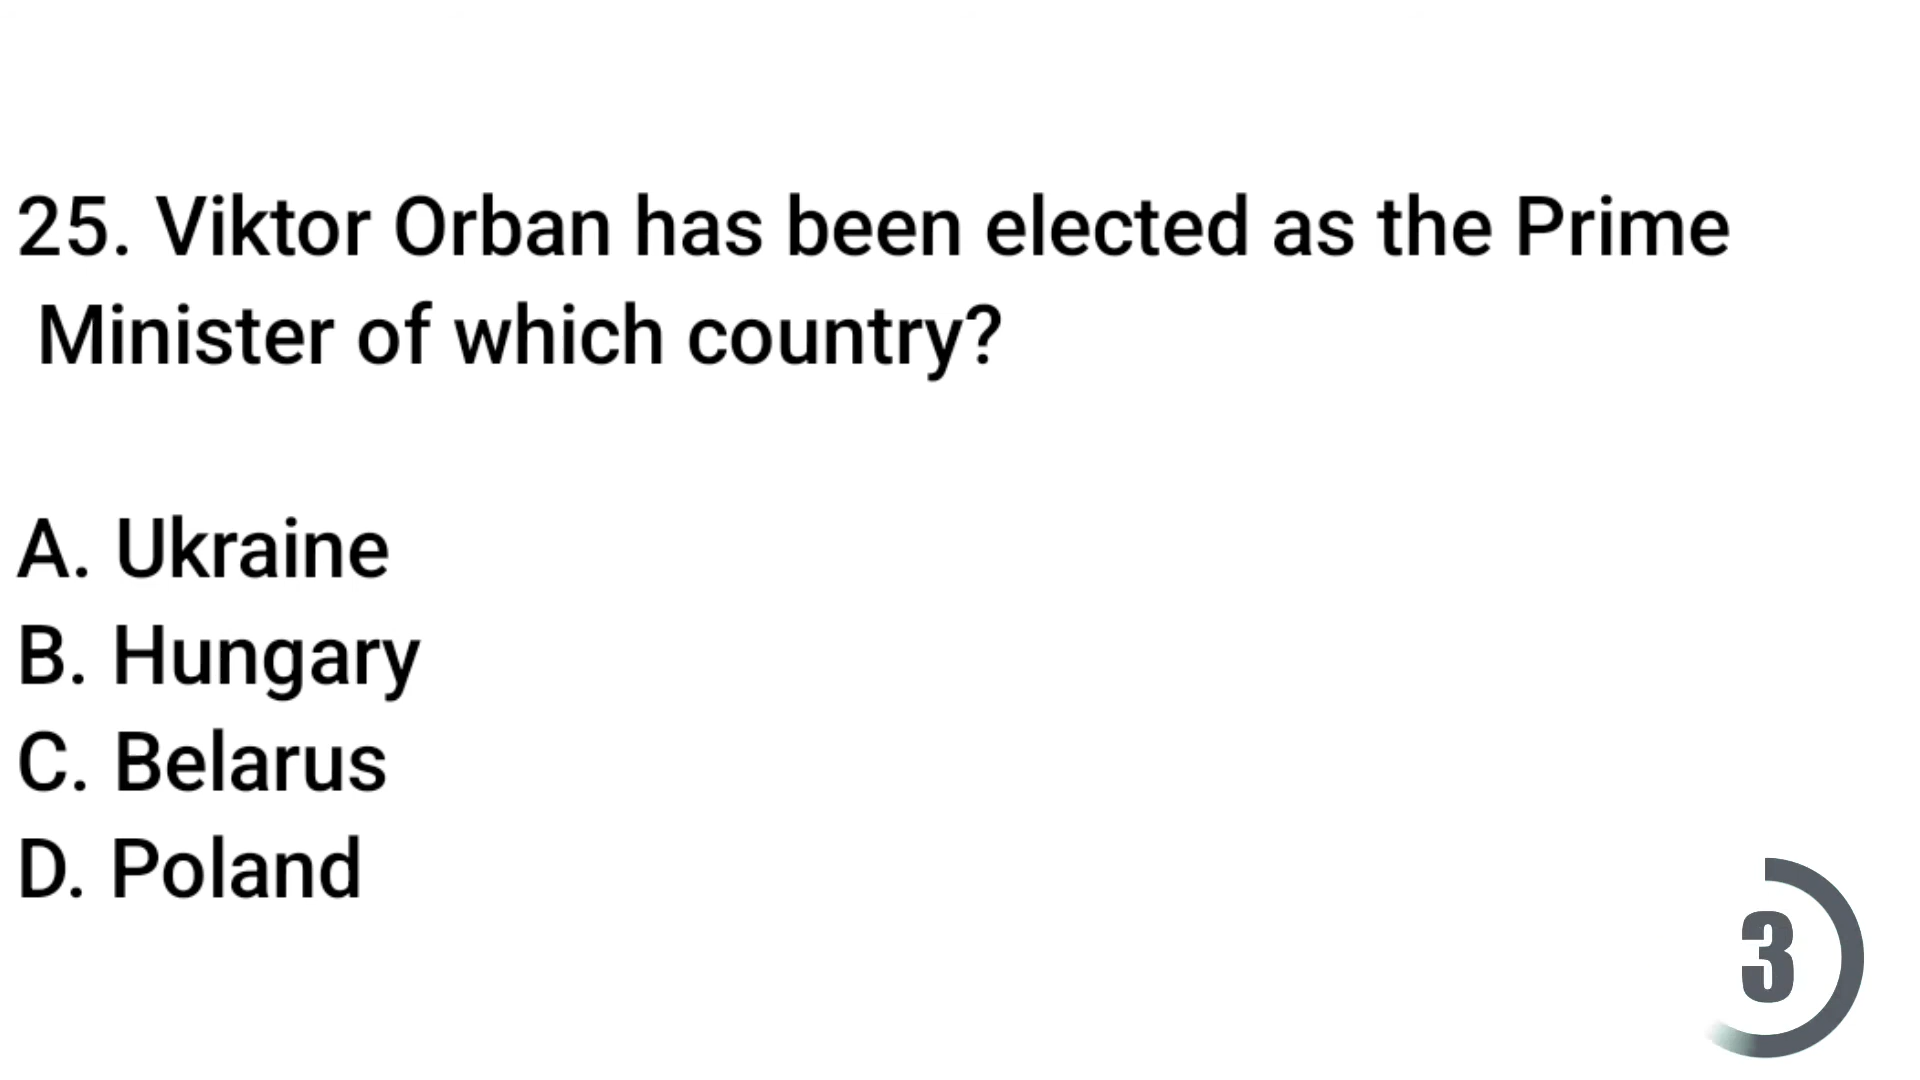 25. Viktor Orban has been elected as the Prime
Minister of which country?
A. Ukraine
B. Hungary
C. Belarus
D. Poland
3